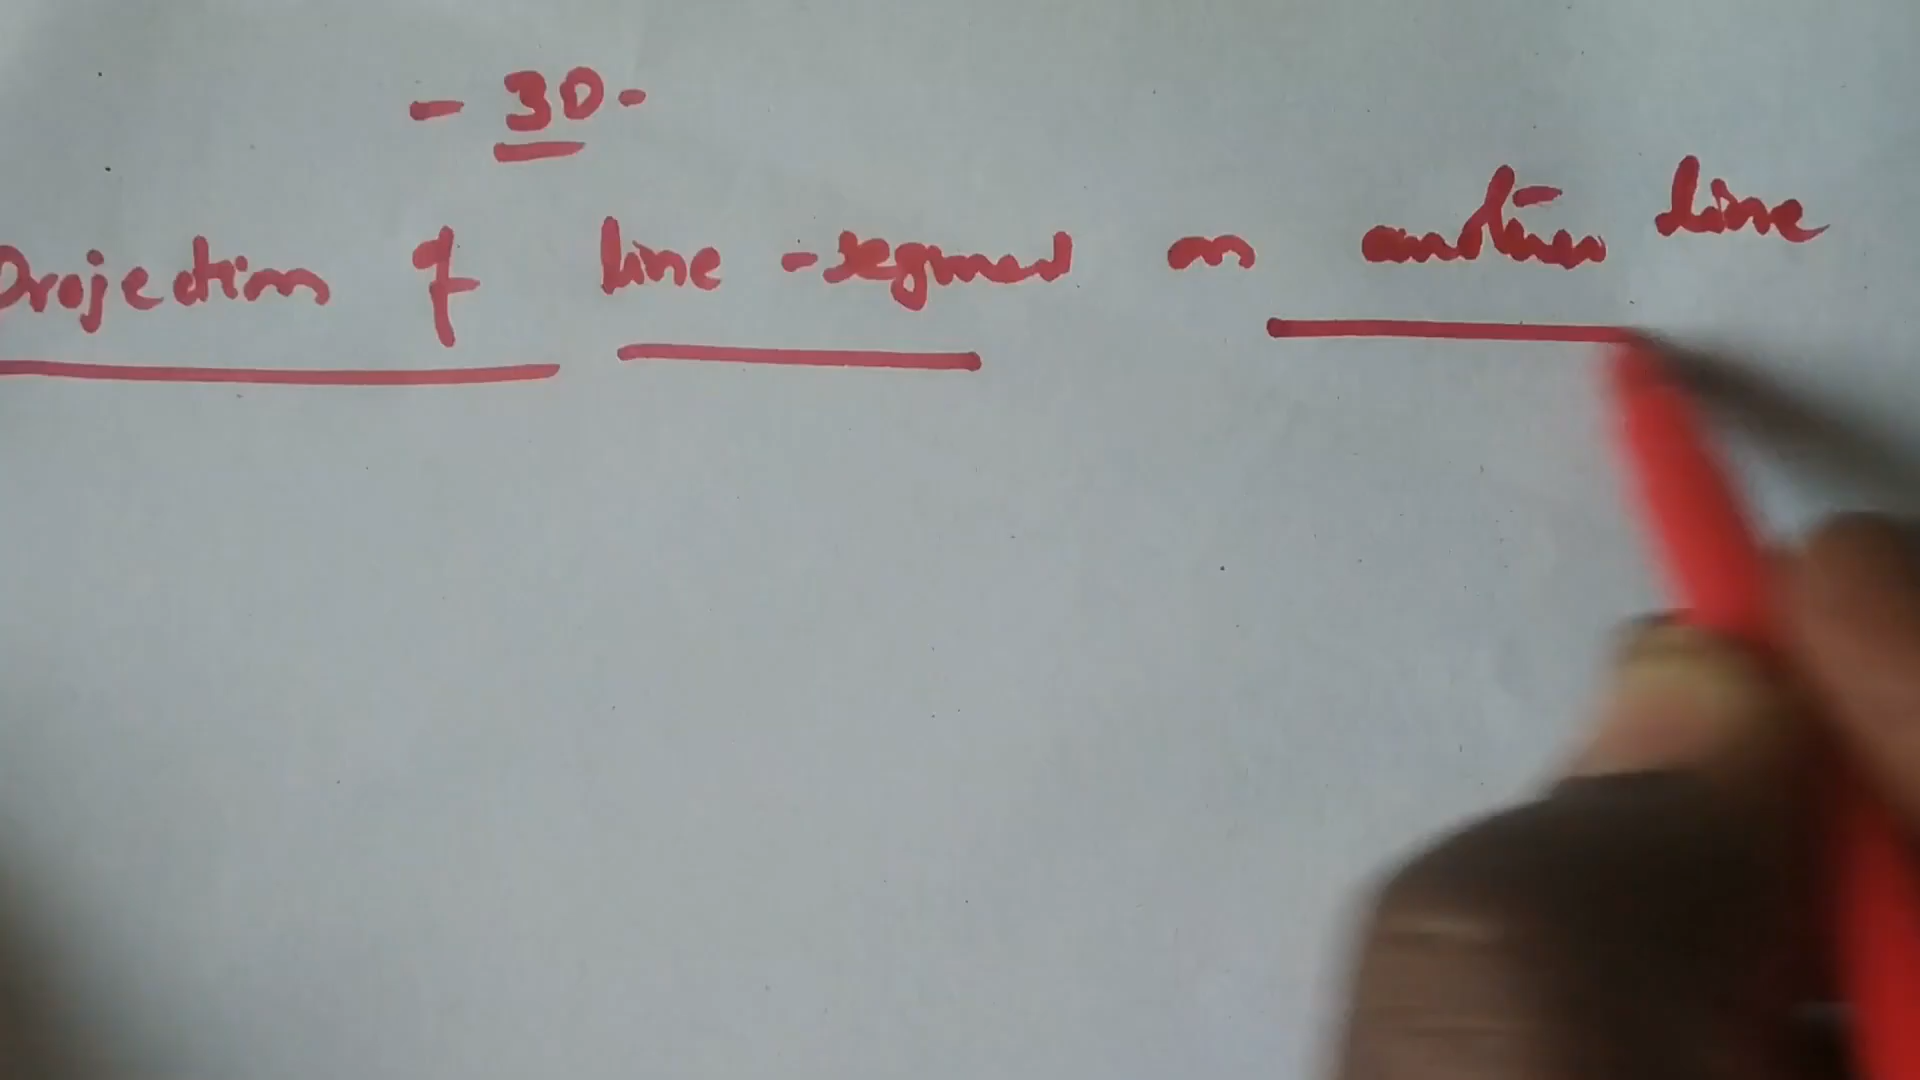 - 3D -
Projection of line - segment on another line